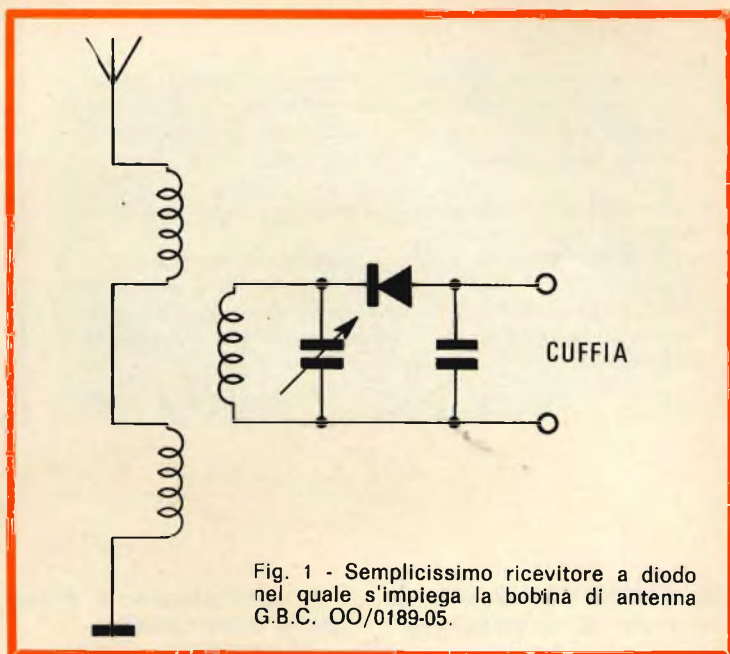 CUFFIA
Fig. 1 - Semplicissimo ricevitore a diodo
nel quale s'impiega la bobina di antenna
G.B.C. OO/0189-05.